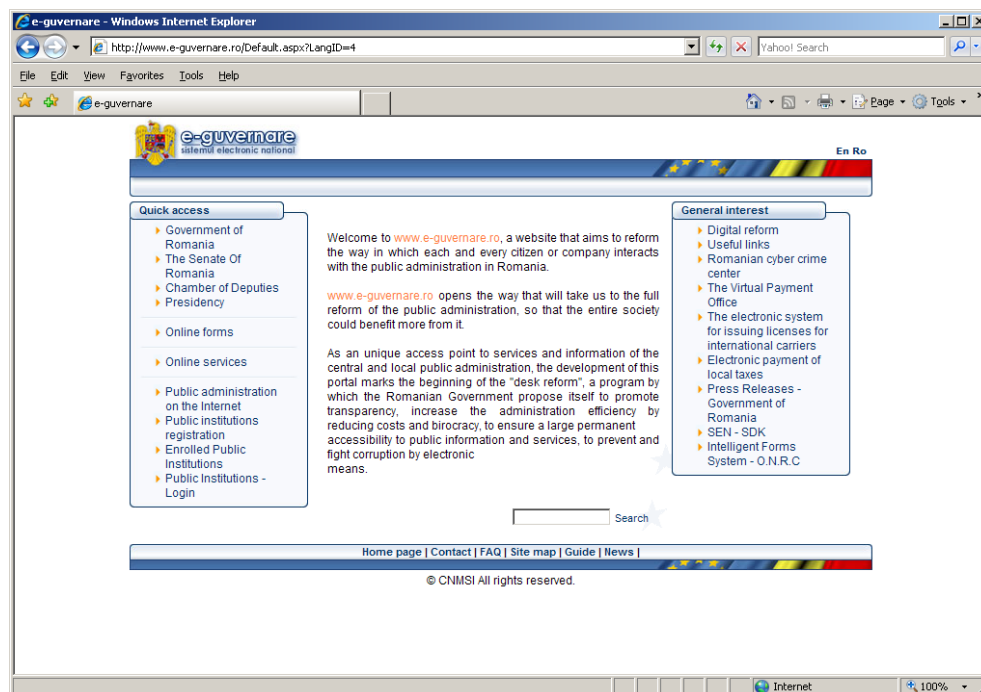 e-guvernare - Windows Internet Explorer
http://www.e-guvernare.ro/Default.aspx?LangID=4
Yahoo! Search
File Edit View Favorites Tools Help
e-guvernare
Page Tools »
e-guvernare
sistemul electronic national
En Ro
Quick access
Government of
Romania
The Senate Of
Romania
Chamber of Deputies
Presidency
Online forms
Online services
Public administration
on the Internet
Public institutions
registration
Enrolled Public
Institutions
Public Institutions -
Login
Welcome to www.e-guvernare.ro, a website that aims to reform
the way in which each and every citizen or company interacts
with the public administration in Romania.
www.e-guvernare.ro opens the way that will take us to the full
reform of the public administration, so that the entire society
could benefit more from it.
As an unique access point to services and information of the
central and local public administration, the development of this
portal marks the beginning of the "desk reform", a program by
which the Romanian Government propose itself to promote
transparency, increase the administration efficiency by
reducing costs and birocracy, to ensure a large permanent
accessibility to public information and services, to prevent and
fight corruption by electronic
means.
Search
General interest
Digital reform
Useful links
Romanian cyber crime
center
The Virtual Payment
Office
The electronic system
for issuing licenses for
international carriers
Electronic payment of
local taxes
Press Releases -
Government of
Romania
SEN - SDK
Intelligent Forms
System - O.N.R.C
Home page | Contact | FAQ | Site map | Guide | News |
© CNMSI All rights reserved.
Internet
100%